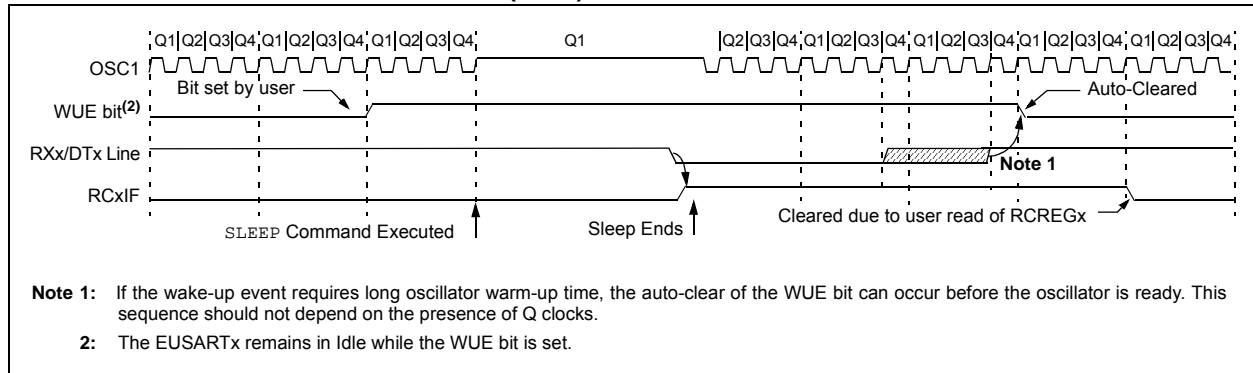 Q1 Q2 Q3 Q4 Q1 Q2 Q3 Q4 Q1 Q2 Q3 Q4 Q1 Q2 Q3 Q4 Q1 Q2 Q3 Q4 Q1 Q2 Q3 Q4 Q1 Q2 Q3 Q4 Q1 Q2 Q3 Q4
OSC1
Bit set by user
Auto-Cleared
WUE bit(2)
RXx/DTx Line
Note 1
RCxIF
Cleared due to user read of RCREGx
SLEEP Command Executed
Sleep Ends
Note 1: If the wake-up event requires long oscillator warm-up time, the auto-clear of the WUE bit can occur before the oscillator is ready. This
sequence should not depend on the presence of Q clocks.
2: The EUSARTx remains in Idle while the WUE bit is set.